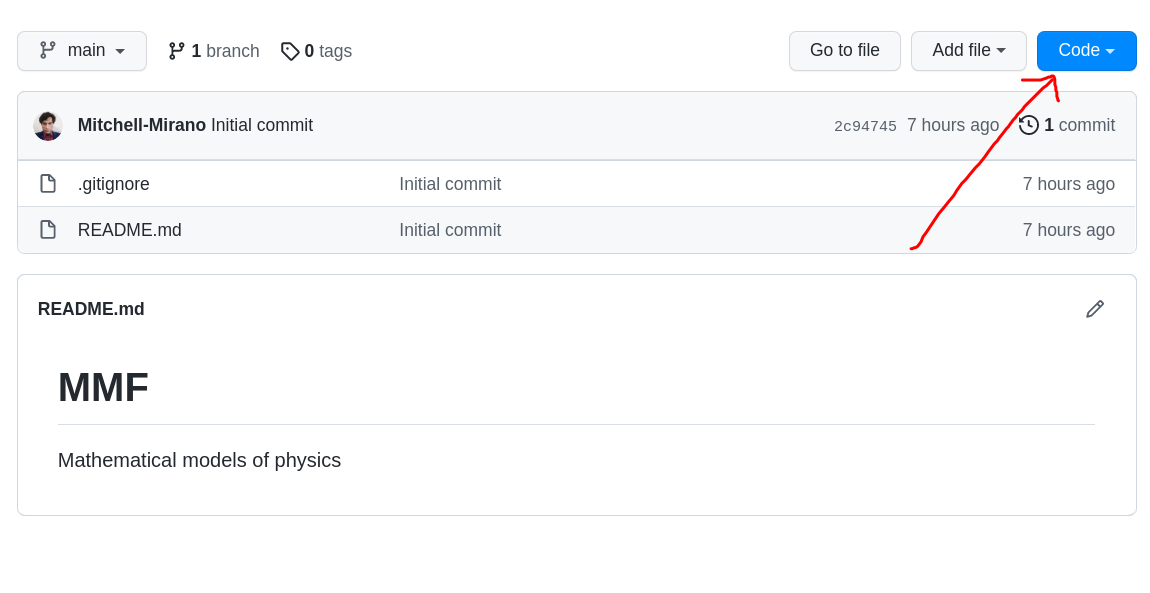 main 1 branch 0 tags Go to file Add file Code
Mitchell-Mirano Initial commit 2c94745 7 hours ago 1 commit
.gitignore Initial commit 7 hours ago
README.md Initial commit 7 hours ago
README.md
MMF
Mathematical models of physics